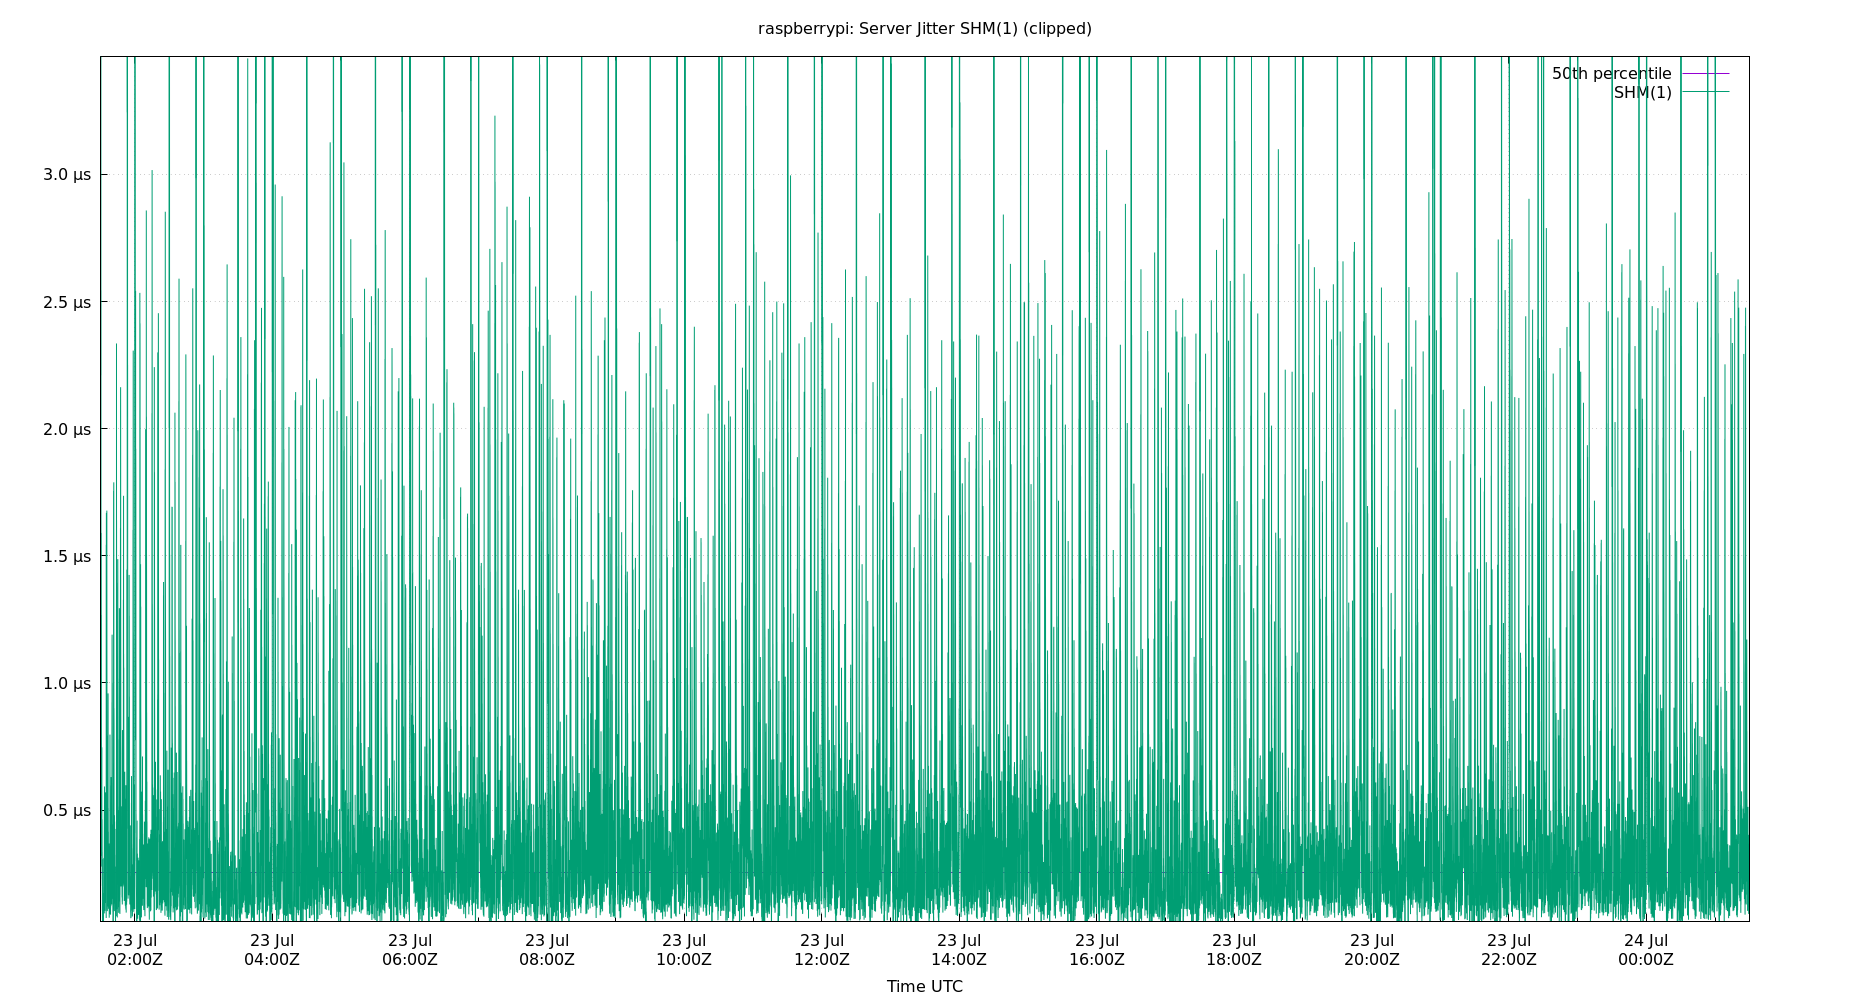 raspberrypi: Server Jitter SHM(1) (clipped)
50th percentile
SHM(1)
3.0 µs
2.5 µs
2.0 µs
1.5 µs
1.0 µs
0.5 µs
23 Jul 23 Jul 23 Jul 23 Jul 23 Jul 23 Jul 23 Jul 23 Jul 23 Jul 23 Jul 23 Jul 24 Jul
02:00Z 04:00Z 06:00Z 08:00Z 10:00Z 12:00Z 14:00Z 16:00Z 18:00Z 20:00Z 22:00Z 00:00Z
Time UTC